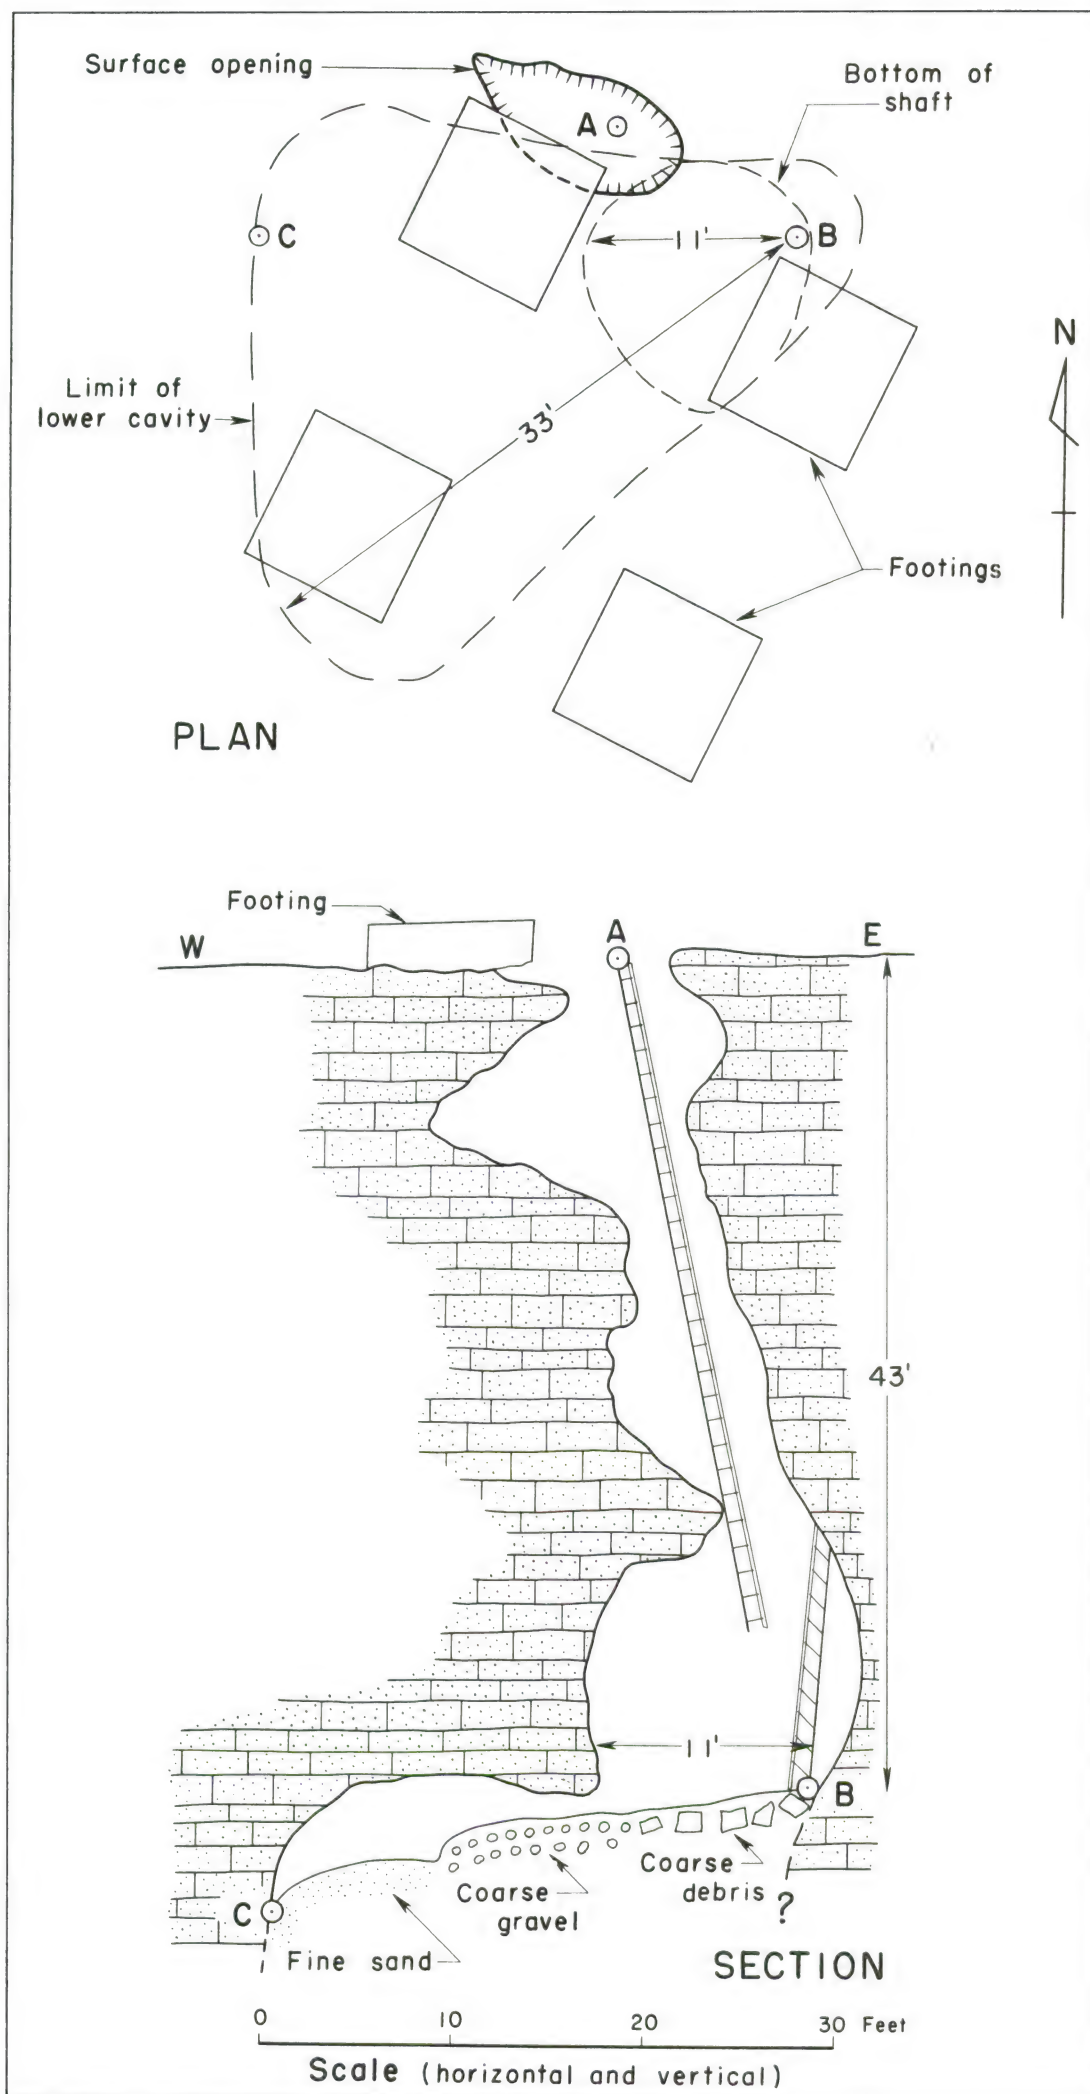 Surface opening
Bottom of
shaft
A
C
11'
B
N
Limit of
lower cavity
33'
Footings
PLAN
Footing
W
A
E
43'
11'
B
Coarse
debris
?
Coarse
gravel
C
Fine sand
SECTION
0 10 20 30 Feet
Scale (horizontal and vertical)